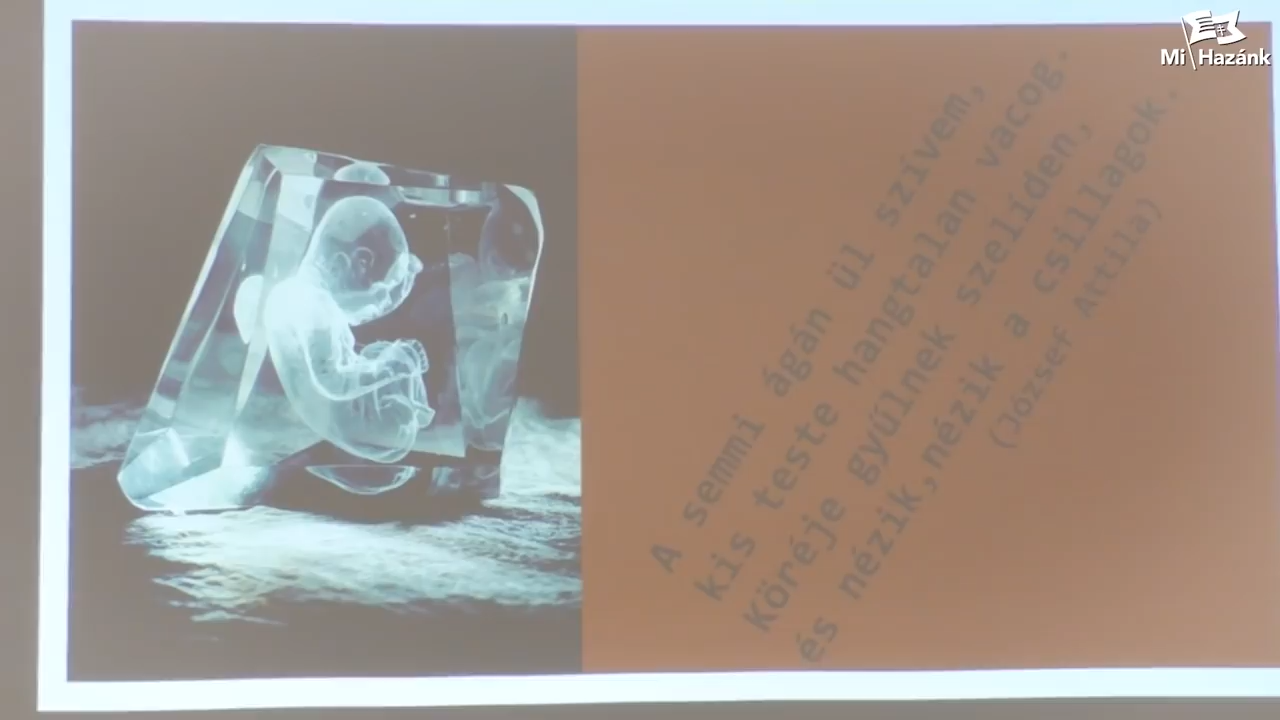 Mi Hazánk
A semmi ágán ül szivem,
kis teste hangtalan vacog.
Köréje gyűlnek szeliden,
és nézik,nézik a csillagok.
(József Attila)